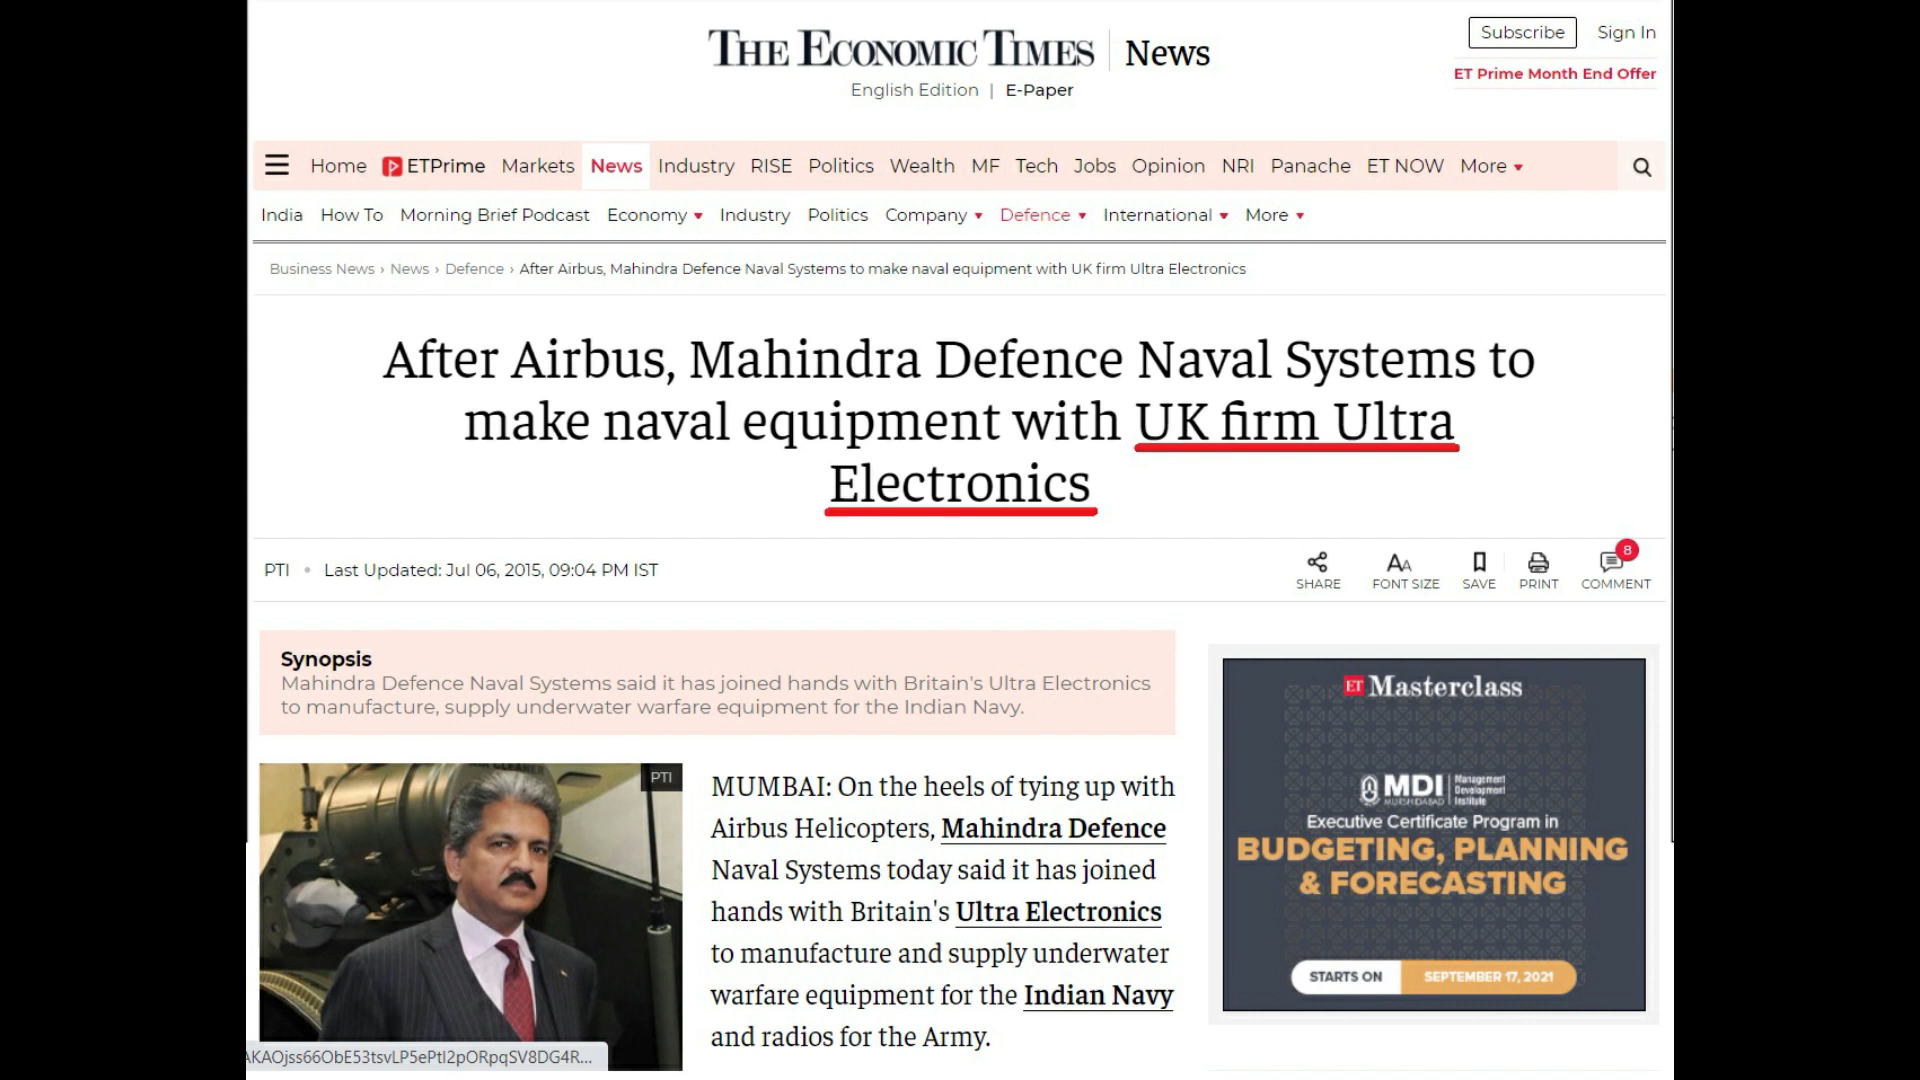 THE ECONOMIC TIMES | News
Subscribe Sign In
ET Prime Month End Offer
English Edition | E-Paper
Home ETPrime Markets News Industry RISE Politics Wealth MF Tech Jobs Opinion NRI Panache ET NOW More
India How To Morning Brief Podcast Economy Industry Politics Company Defence International More
Business News › News › Defence › After Airbus, Mahindra Defence Naval Systems to make naval equipment with UK firm Ultra Electronics
After Airbus, Mahindra Defence Naval Systems to
make naval equipment with UK firm Ultra
Electronics
PTI • Last Updated: Jul 06, 2015, 09:04 PM IST
SHARE FONT SIZE SAVE PRINT COMMENT
8
Synopsis
Mahindra Defence Naval Systems said it has joined hands with Britain's Ultra Electronics
to manufacture, supply underwater warfare equipment for the Indian Navy.
PTI
MUMBAI: On the heels of tying up with
Airbus Helicopters, Mahindra Defence
Naval Systems today said it has joined
hands with Britain's Ultra Electronics
to manufacture and supply underwater
warfare equipment for the Indian Navy
and radios for the Army.
ET Masterclass
MDI
MURSHIDABAD
Management
Development
Institute
Executive Certificate Program in
BUDGETING, PLANNING
& FORECASTING
STARTS ON SEPTEMBER 17, 2021